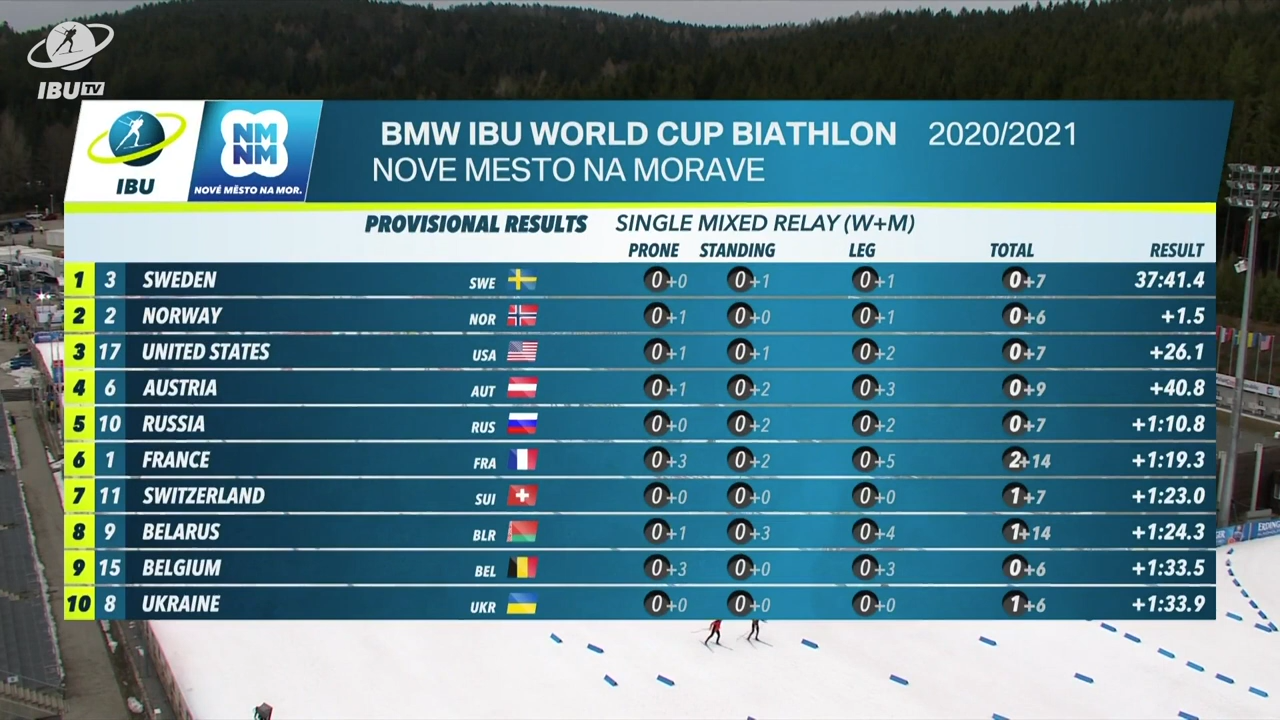 IBU TV
BMW IBU WORLD CUP BIATHLON 2020/2021
NOVE MESTO NA MORAVE
IBU
NM
NM
NOVÉ MĚSTO NA MOR.
PROVISIONAL RESULTS SINGLE MIXED RELAY (W+M)
PRONE STANDING LEG TOTAL RESULT
1 3 SWEDEN SWE 0+0 0+1 0+1 0+7 37:41.4
2 2 NORWAY NOR 0+1 0+0 0+1 0+6 +1.5
3 17 UNITED STATES USA 0+1 0+1 0+2 0+7 +26.1
4 6 AUSTRIA AUT 0+1 0+2 0+3 0+9 +40.8
5 10 RUSSIA RUS 0+0 0+2 0+2 0+7 +1:10.8
6 1 FRANCE FRA 0+3 0+2 0+5 2+14 +1:19.3
7 11 SWITZERLAND SUI 0+0 0+0 0+0 1+7 +1:23.0
8 9 BELARUS BLR 0+1 0+3 0+4 1+14 +1:24.3
9 15 BELGIUM BEL 0+3 0+0 0+3 0+6 +1:33.5
10 8 UKRAINE UKR 0+0 0+0 0+0 1+6 +1:33.9